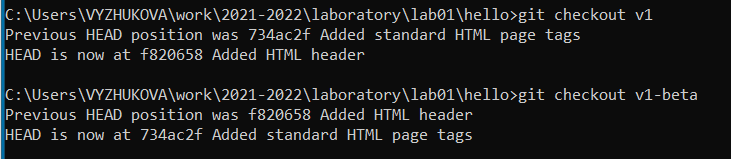 C:\Users\VYZHUKOVA\work\2021-2022\laboratory\lab01\hello>git checkout v1
Previous HEAD position was 734ac2f Added standard HTML page tags
HEAD is now at f820658 Added HTML header
C:\Users\VYZHUKOVA\work\2021-2022\laboratory\lab01\hello>git checkout v1-beta
Previous HEAD position was f820658 Added HTML header
HEAD is now at 734ac2f Added standard HTML page tags